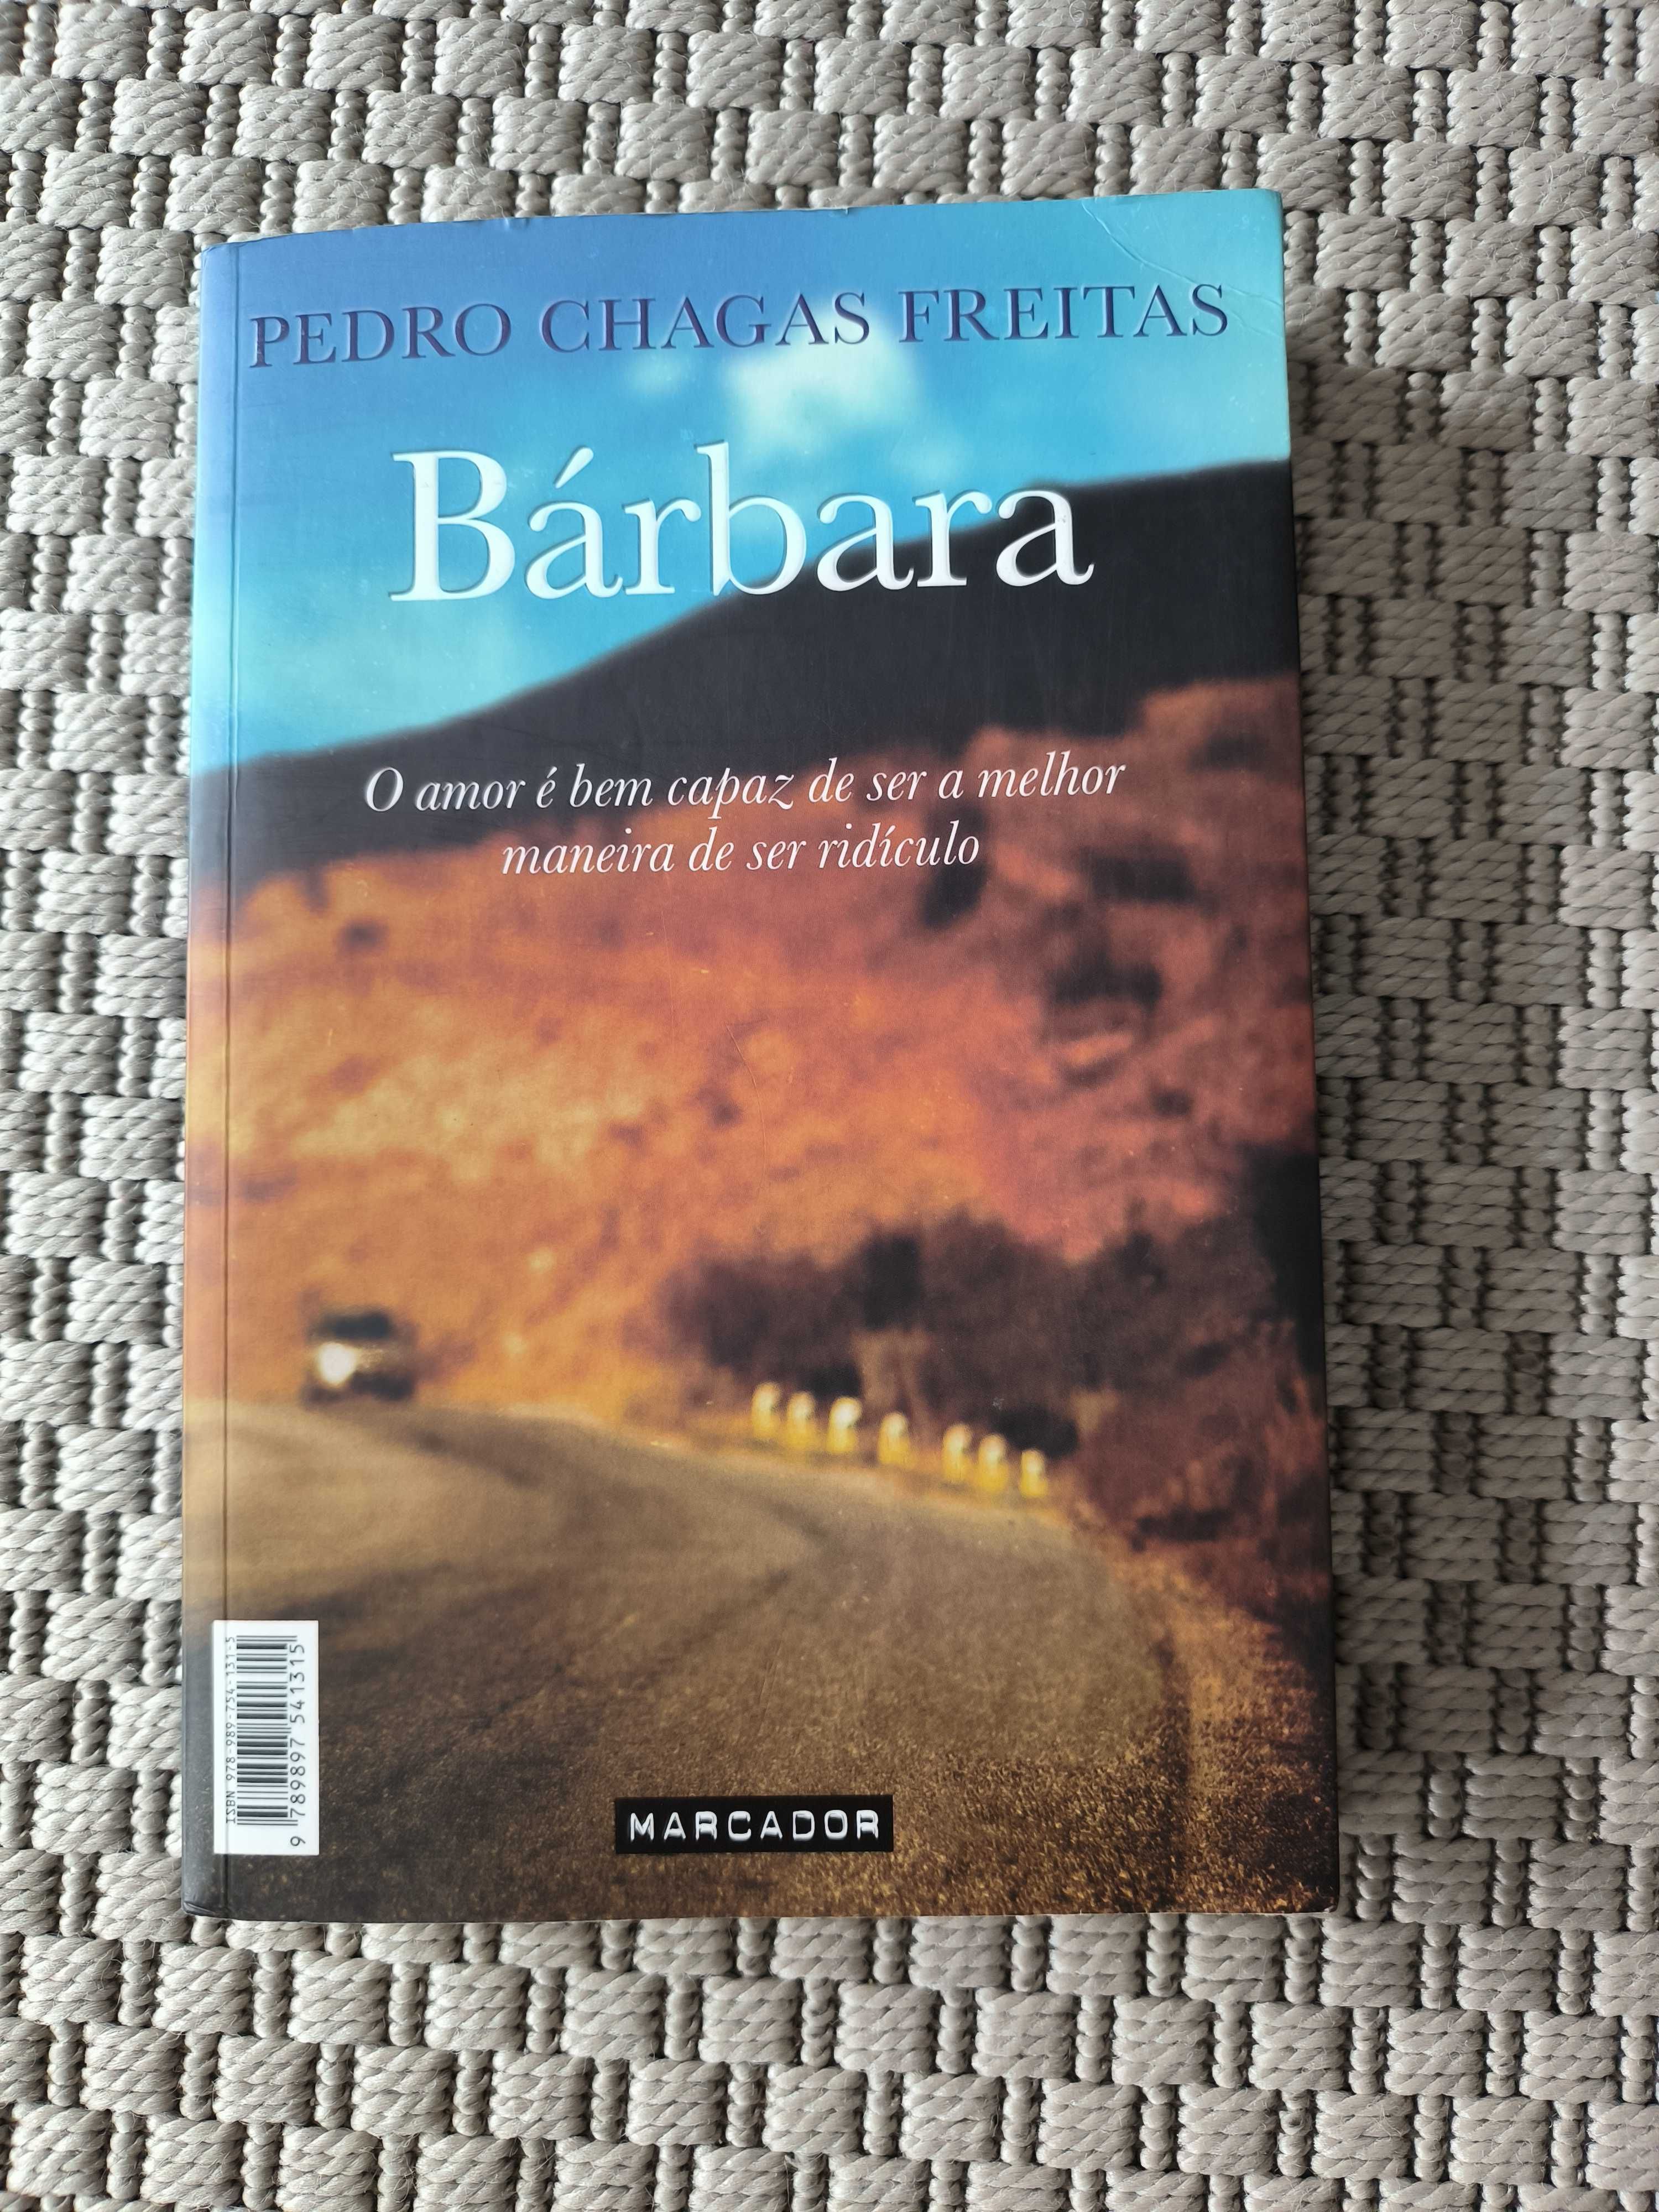 PEDRO CHAGAS FREITAS
Bárbara
O amor é bem capaz de ser a melhor
maneira de ser ridículo
ISBN 978-989-754-131-5
9 789897 541315
MARCADOR